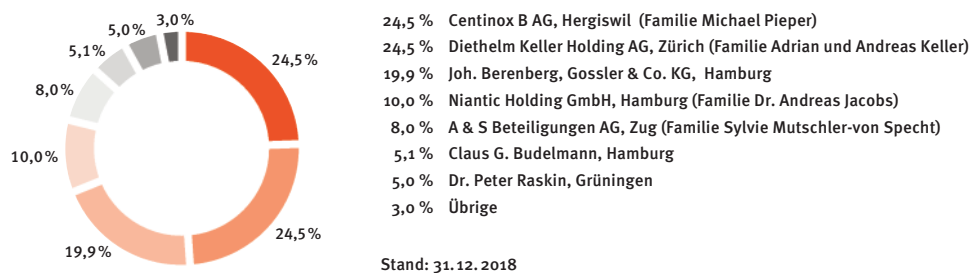 3,0 %
5,0 %
5,1 %
8,0 %
10,0 %
19,9 %
24,5 %
24,5 %
24,5 % Centinox B AG, Hergiswil (Familie Michael Pieper)
24,5 % Diethelm Keller Holding AG, Zürich (Familie Adrian und Andreas Keller)
19,9 % Joh. Berenberg, Gossler & Co. KG, Hamburg
10,0 % Niantic Holding GmbH, Hamburg (Familie Dr. Andreas Jacobs)
8,0 % A & S Beteiligungen AG, Zug (Familie Sylvie Mutschler-von Specht)
5,1 % Claus G. Budelmann, Hamburg
5,0 % Dr. Peter Raskin, Grüningen
3,0 % Übrige
Stand: 31. 12. 2018